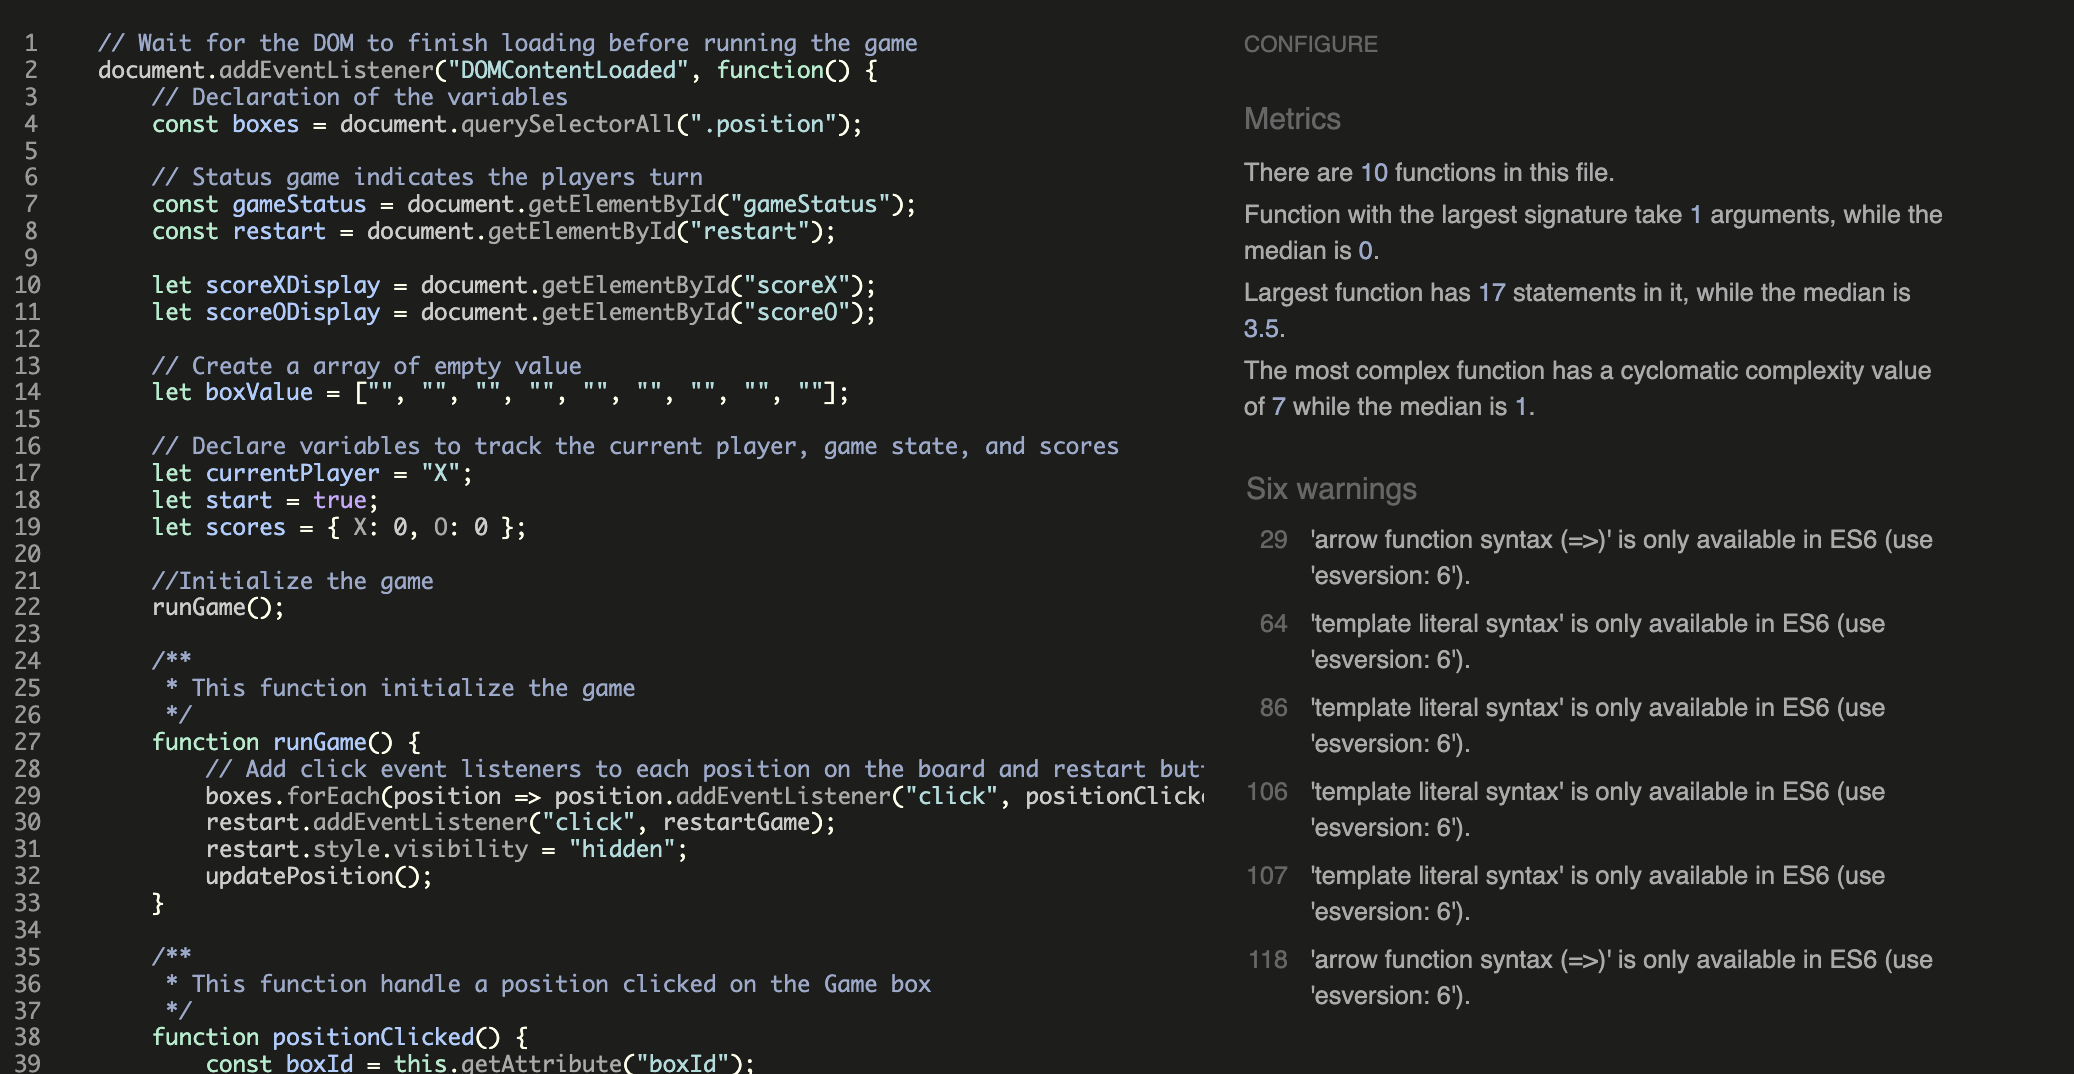 1 // Wait for the DOM to finish loading before running the game
2 document.addEventListener("DOMContentLoaded", function() {
3 // Declaration of the variables
4 const boxes = document.querySelectorAll(".position");
5
6 // Status game indicates the players turn
7 const gameStatus = document.getElementById("gameStatus");
8 const restart = document.getElementById("restart");
9
10 let scoreXDisplay = document.getElementById("scoreX");
11 let scoreODisplay = document.getElementById("scoreO");
12
13 // Create a array of empty value
14 let boxValue = ["", "", "", "", "", "", "", "", ""];
15
16 // Declare variables to track the current player, game state, and scores
17 let currentPlayer = "X";
18 let start = true;
19 let scores = { X: 0, O: 0 };
20
21 //Initialize the game
22 runGame();
23
24 /**
25 * This function initialize the game
26 */
27 function runGame() {
28 // Add click event listeners to each position on the board and restart but
29 boxes.forEach(position => position.addEventListener("click", positionClick
30 restart.addEventListener("click", restartGame);
31 restart.style.visibility = "hidden";
32 updatePosition();
33 }
34
35 /**
36 * This function handle a position clicked on the Game box
37 */
38 function positionClicked() {
39 const boxId = this.getAttribute("boxId");
CONFIGURE
Metrics
There are 10 functions in this file.
Function with the largest signature take 1 arguments, while the
median is 0.
Largest function has 17 statements in it, while the median is
3.5.
The most complex function has a cyclomatic complexity value
of 7 while the median is 1.
Six warnings
29 'arrow function syntax (=>)' is only available in ES6 (use
'esversion: 6').
64 'template literal syntax' is only available in ES6 (use
'esversion: 6').
86 'template literal syntax' is only available in ES6 (use
'esversion: 6').
106 'template literal syntax' is only available in ES6 (use
'esversion: 6').
107 'template literal syntax' is only available in ES6 (use
'esversion: 6').
118 'arrow function syntax (=>)' is only available in ES6 (use
'esversion: 6').